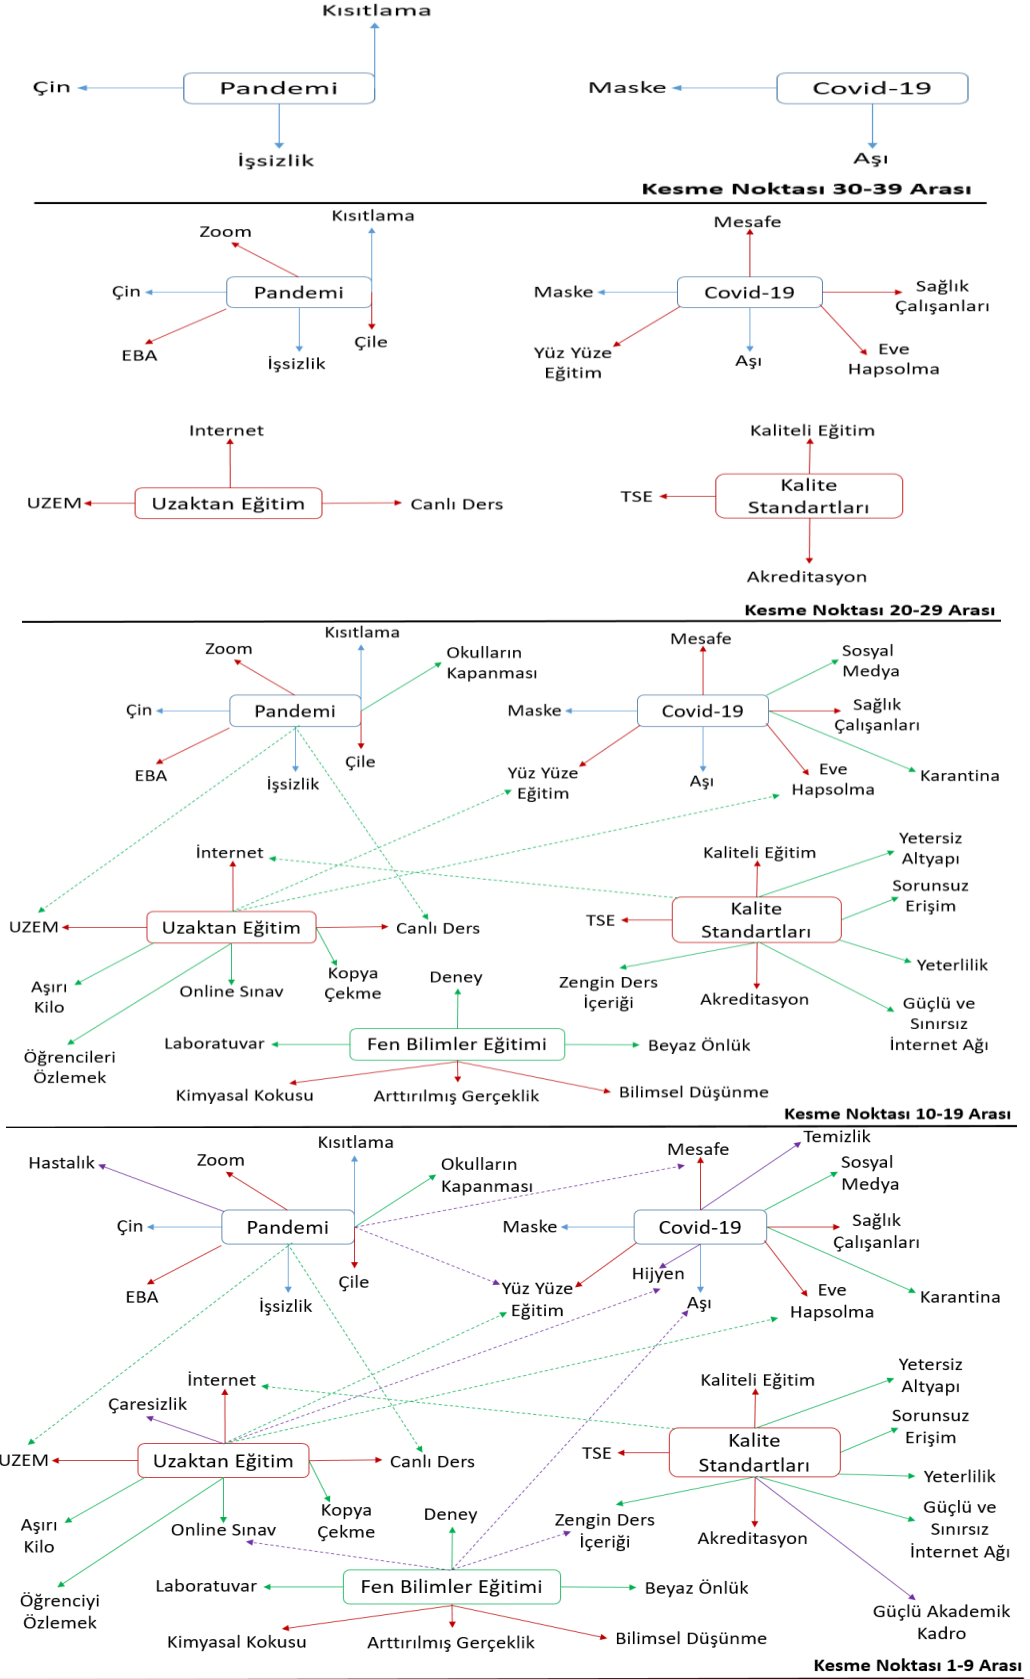 Kısıtlama
Çin
Pandemi
Maske
Covid-19
İşsizlik
Aşı
Kesme Noktası 30-39 Arası
Kısıtlama
Zoom
Mesafe
Çin
Pandemi
Maske
Covid-19
Sağlık
Çalışanları
EBA
İşsizlik
Çile
Yüz Yüze
Eğitim
Aşı
Eve
Hapsolma
Internet
Kaliteli Eğitim
UZEM
Uzaktan Eğitim
Canlı Ders
TSE
Kalite
Standartları
Akreditasyon
Kesme Noktası 20-29 Arası
Kısıtlama
Zoom
Okulların
Kapanması
Mesafe
Sosyal
Medya
Çin
Pandemi
Maske
Covid-19
Sağlık
Çalışanları
EBA
İşsizlik
Çile
Yüz Yüze
Eğitim
Aşı
Eve
Hapsolma
Karantina
İnternet
Kaliteli Eğitim
Yetersiz
Altyapı
UZEM
Uzaktan Eğitim
Canlı Ders
TSE
Kalite
Standartları
Sorunsuz
Erişim
Aşırı
Kilo
Online Sınav
Kopya
Çekme
Deney
Zengin Ders
İçeriği
Akreditasyon
Yeterlilik
Güçlü ve
Sınırsız
İnternet Ağı
Öğrencileri
Özlemek
Laboratuvar
Fen Bilimler Eğitimi
Beyaz Önlük
Kimyasal Kokusu
Arttırılmış Gerçeklik
Bilimsel Düşünme
Kesme Noktası 10-19 Arası
Kısıtlama
Hastalık
Zoom
Okulların
Kapanması
Mesafe
Temizlik
Sosyal
Medya
Çin
Pandemi
Maske
Covid-19
Sağlık
Çalışanları
EBA
İşsizlik
Çile
Yüz Yüze
Eğitim
Hijyen
Aşı
Eve
Hapsolma
Karantina
İnternet
Çaresizlik
Kaliteli Eğitim
Yetersiz
Altyapı
UZEM
Uzaktan Eğitim
Canlı Ders
TSE
Kalite
Standartları
Sorunsuz
Erişim
Aşırı
Kilo
Online Sınav
Kopya
Çekme
Deney
Zengin Ders
İçeriği
Akreditasyon
Yeterlilik
Güçlü ve
Sınırsız
İnternet Ağı
Öğrenciyi
Özlemek
Laboratuvar
Fen Bilimler Eğitimi
Beyaz Önlük
Güçlü Akademik
Kadro
Kimyasal Kokusu
Arttırılmış Gerçeklik
Bilimsel Düşünme
Kesme Noktası 1-9 Arası